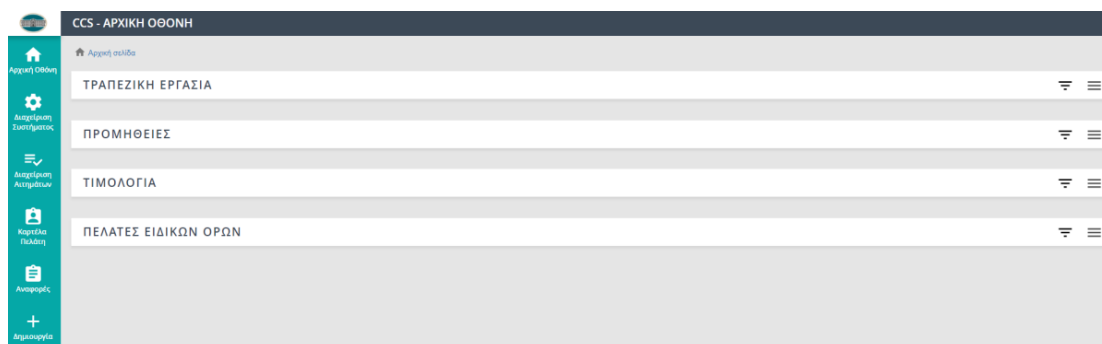 CCS - ΑΡΧΙΚΗ ΟΘΟΝΗ
Αρχική σελίδα
Αρχική Οθόνη
Διαχείριση
Συστήματος
Διαχείριση
Αιτημάτων
Καρτέλα
Πελάτη
Αναφορές
Δημιουργία
ΤΡΑΠΕΖΙΚΗ ΕΡΓΑΣΙΑ
ΠΡΟΜΗΘΕΙΕΣ
ΤΙΜΟΛΟΓΙΑ
ΠΕΛΑΤΕΣ ΕΙΔΙΚΩΝ ΟΡΩΝ